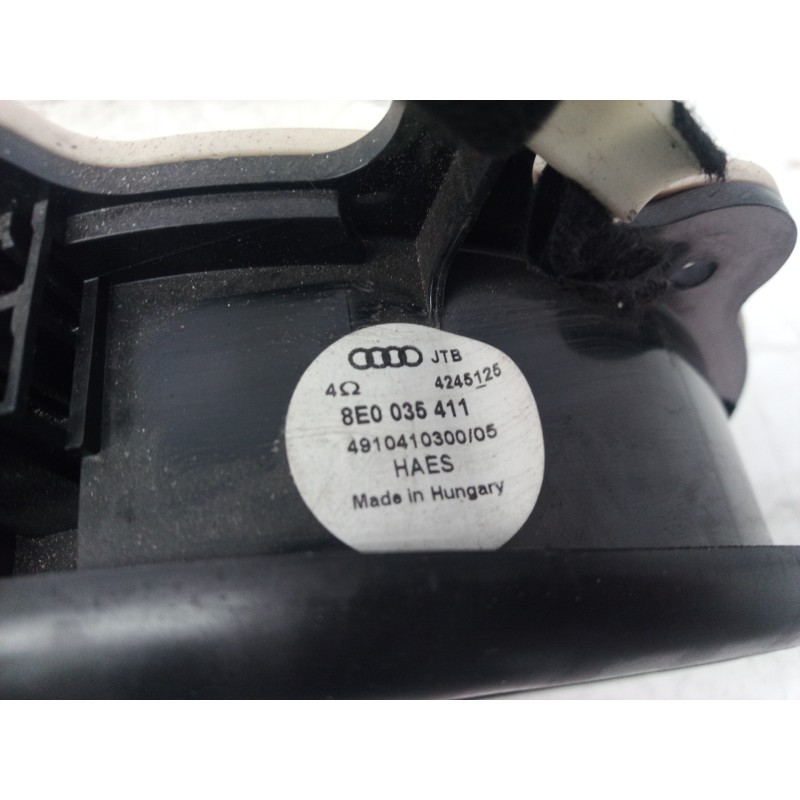 JTB
4Ω 4245125
8E0 035 411
4910410300/05
HAES
Made in Hungary